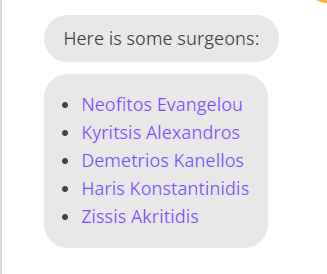 Here is some surgeons:
• Neofitos Evangelou
• Kyritsis Alexandros
• Demetrios Kanellos
• Haris Konstantinidis
• Zissis Akritidis